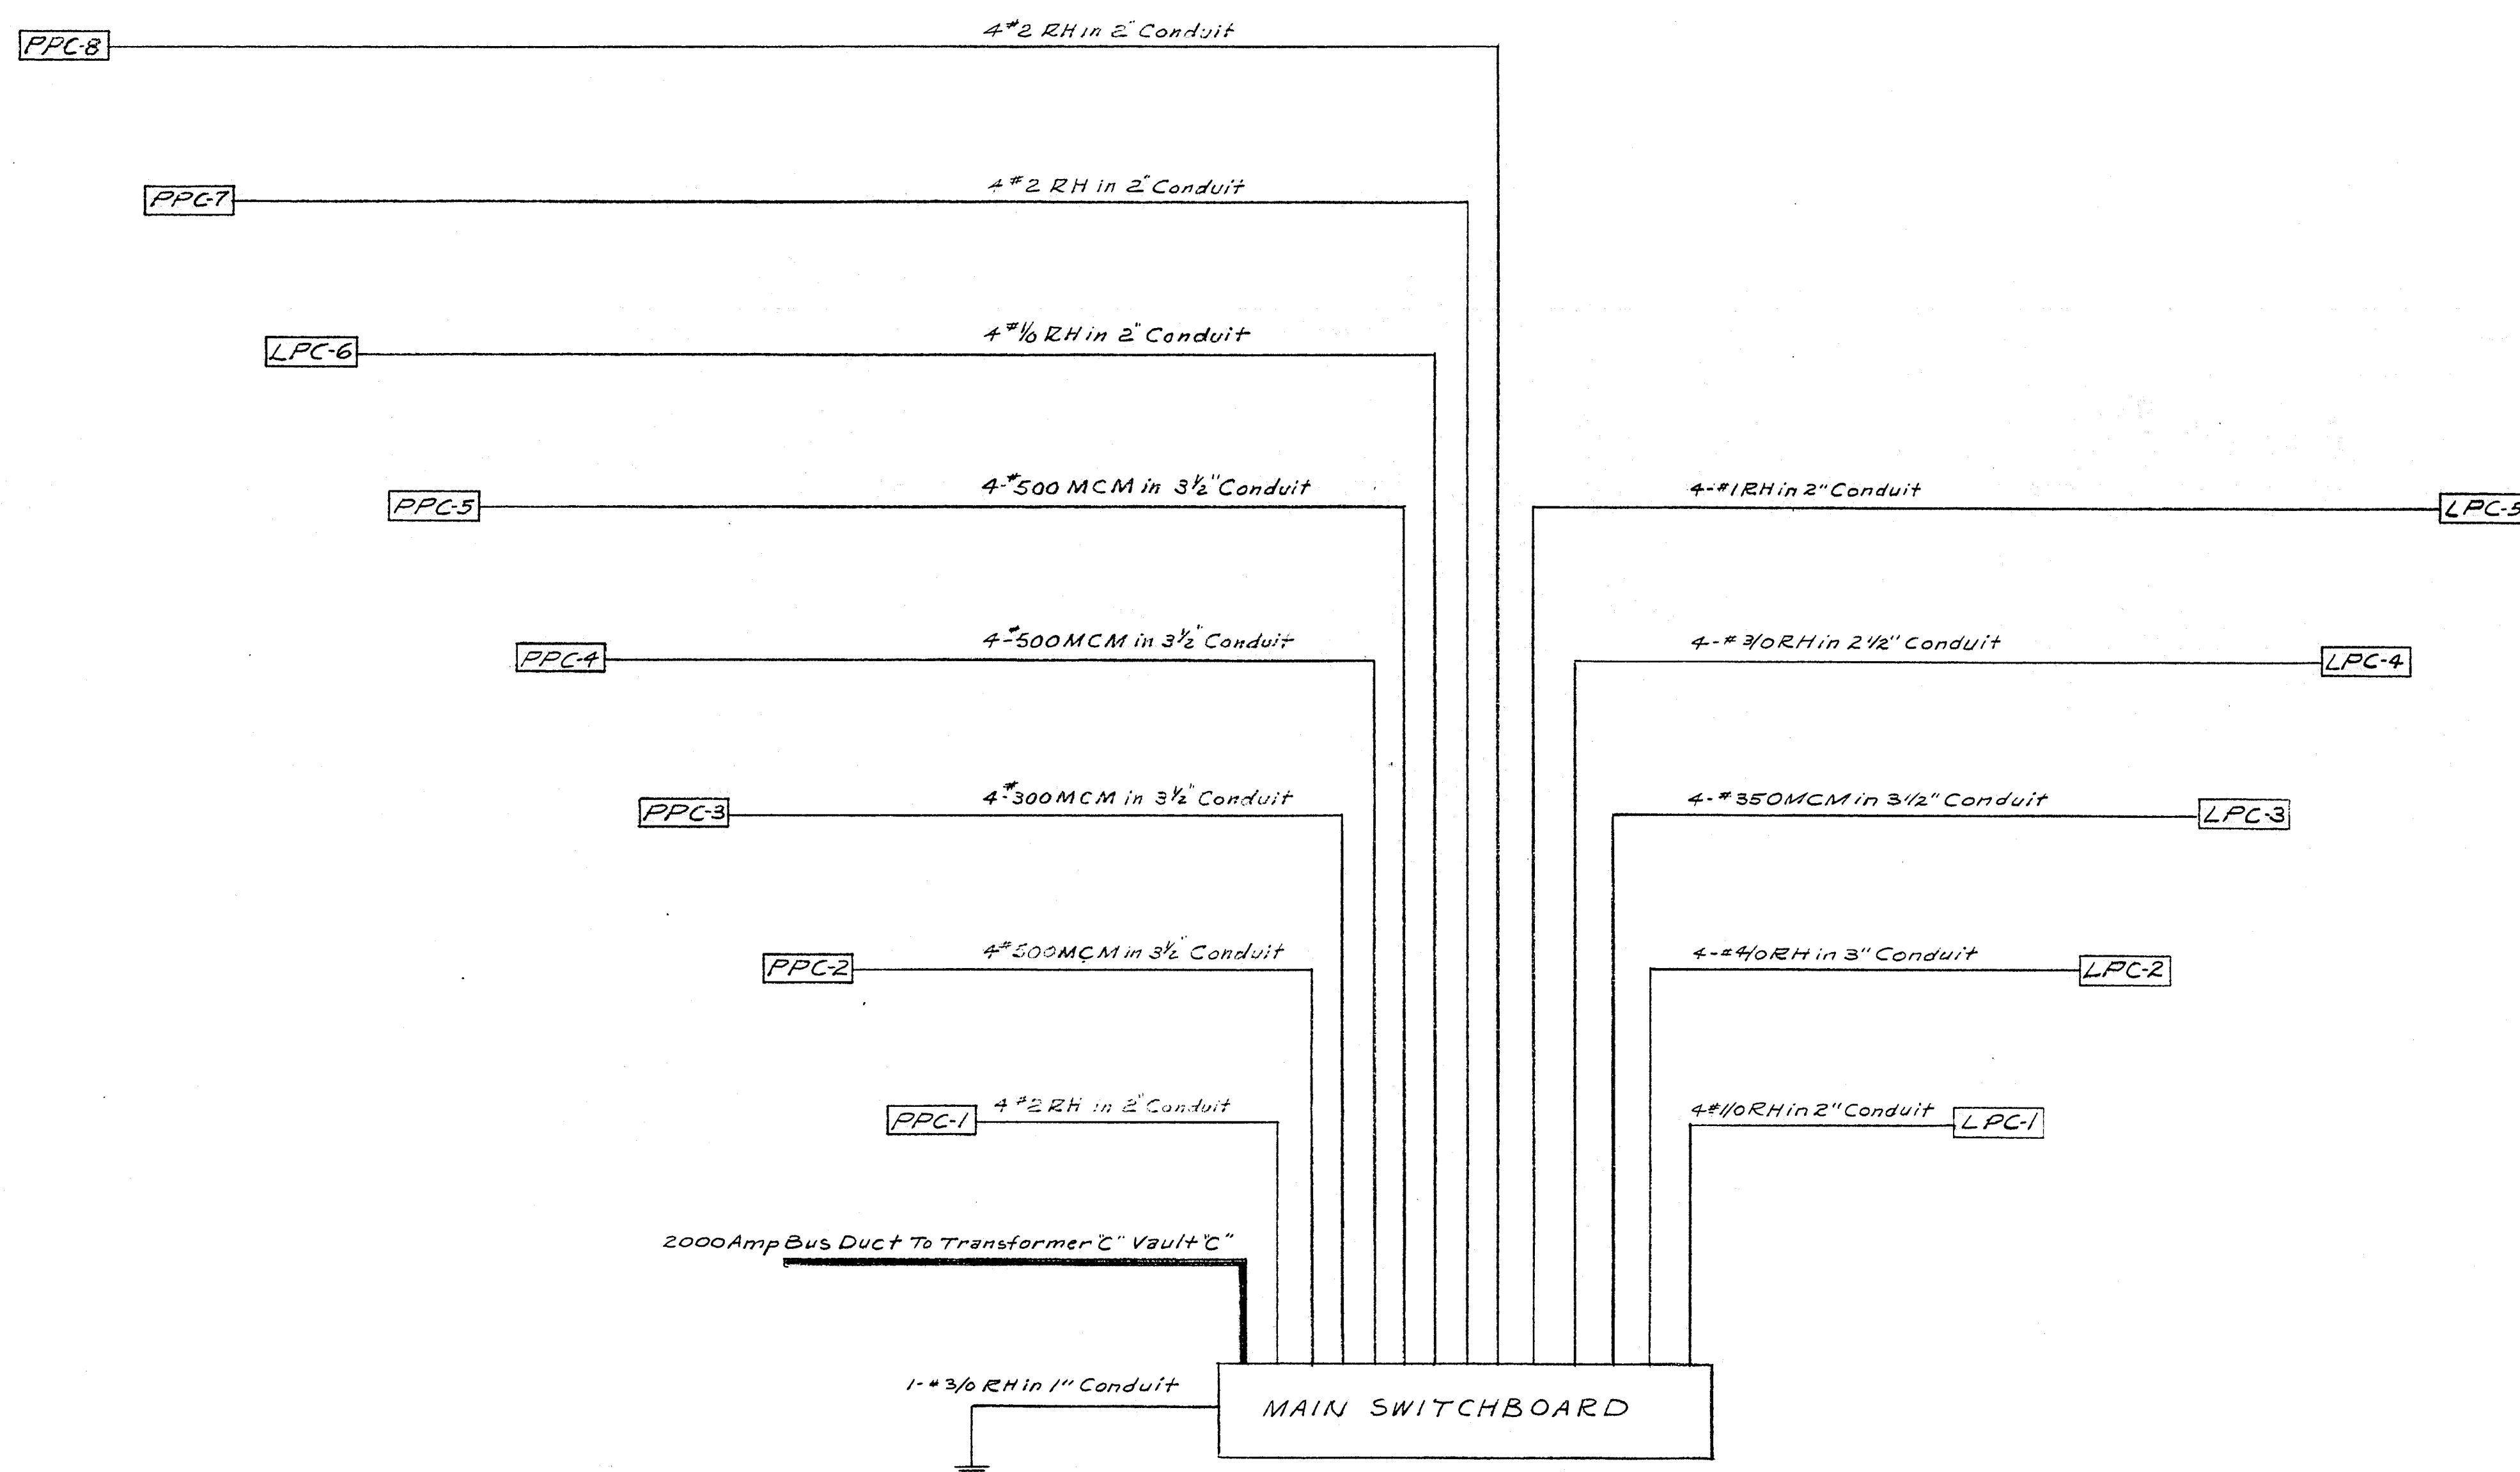 PPC-8
4#2 RH in 2" Conduit
PPC-7
4#2 RH in 2" Conduit
LPC-6
4#1/0 RH in 2" Conduit
PPC-5
4-#500 MCM in 3½" Conduit
4-#1 RH in 2" Conduit
LPC-5
PPC-4
4-#500 MCM in 3½" Conduit
4-#3/0 RH in 2½" Conduit
LPC-4
PPC-3
4-#300 MCM in 3½" Conduit
4-#350 MCM in 3½" Conduit
LPC-3
PPC-2
4#500 MCM in 3½" Conduit
4-#4/0 RH in 3" Conduit
LPC-2
PPC-1
4#2 RH in 2" Conduit
4#1/0 RH in 2" Conduit
LPC-1
2000 Amp Bus Duct To Transformer "C" Vault "C"
1-#3/0 RH in 1" Conduit
MAIN SWITCHBOARD